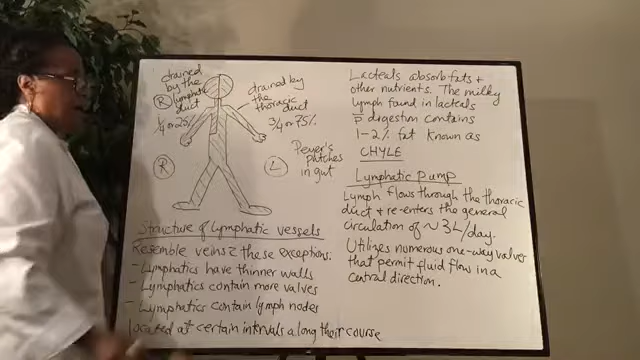 drained
by the
(R) lymphatic
duct
1/4 or 25%
drained by
the
thoracic duct
3/4 or 75%
(R)
(L)
Peyer's
patches
in gut
Structure of Lymphatic vessels
Resemble veins c̄ these exceptions:
- Lymphatics have thinner walls
- Lymphatics contain more valves
- Lymphatics contain lymph nodes
located at certain intervals along their course
Lacteals absorb fats +
other nutrients. The milky
lymph found in lacteals
p̄ digestion contains
1-2% fat known as
CHYLE
Lymphatic pump
Lymph flows through the thoracic
duct + re-enters the general
circulation of ~ 3L/day.
Utilizes numerous one-way valves
that permit fluid flow in a
central direction.